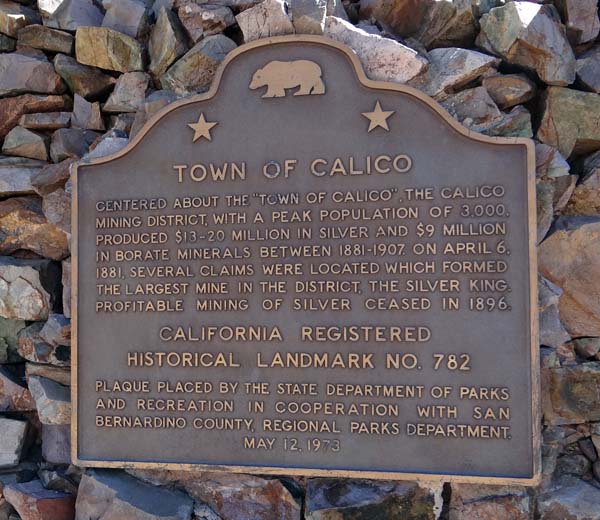 TOWN OF CALICO
CENTERED ABOUT THE "TOWN OF CALICO", THE CALICO
MINING DISTRICT, WITH A PEAK POPULATION OF 3,000,
PRODUCED $13-20 MILLION IN SILVER AND $9 MILLION
IN BORATE MINERALS BETWEEN 1881-1907. ON APRIL 6,
1881, SEVERAL CLAIMS WERE LOCATED WHICH FORMED
THE LARGEST MINE IN THE DISTRICT, THE SILVER KING.
PROFITABLE MINING OF SILVER CEASED IN 1896.
CALIFORNIA REGISTERED
HISTORICAL LANDMARK NO. 782
PLAQUE PLACED BY THE STATE DEPARTMENT OF PARKS
AND RECREATION IN COOPERATION WITH SAN
BERNARDINO COUNTY, REGIONAL PARKS DEPARTMENT.
MAY 12, 1973